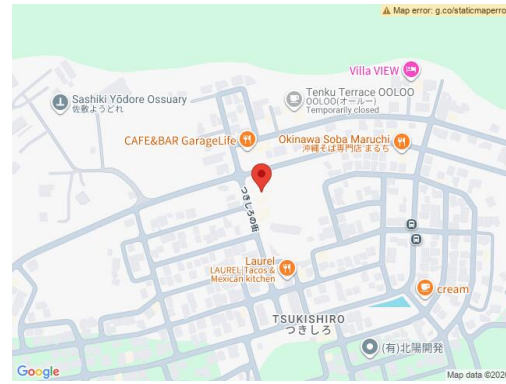 Map error: g.co/staticmaperro
Villa VIEW
Sashiki Yōdore Ossuary
佐敷ようどれ
Tenku Terrace OOLOO
OOLOO(オールー)
Temporarily closed
CAFE&BAR GarageLife
Okinawa Soba Maruchi
沖縄そば専門店 まるち
つきしろの街
Laurel
LAUREL Tacos &
Mexican kitchen
cream
TSUKISHIRO
つきしろ
(有)北陽開発
Google
Map data ©2026